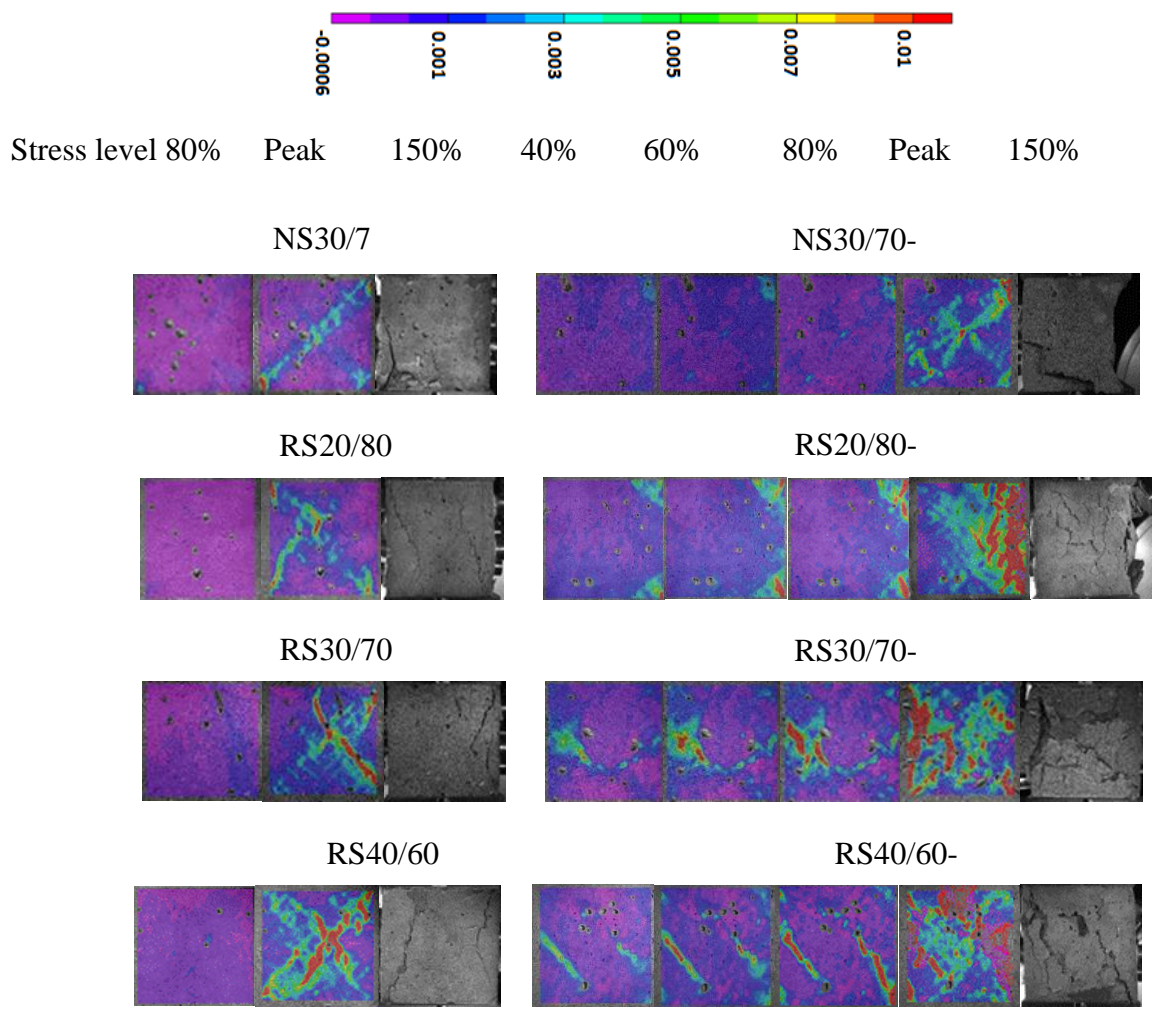 -0.0006 0.001 0.003 0.005 0.007 0.01
Stress level 80% Peak 150% 40% 60% 80% Peak 150%
NS30/7 NS30/70-
RS20/80 RS20/80-
RS30/70 RS30/70-
RS40/60 RS40/60-